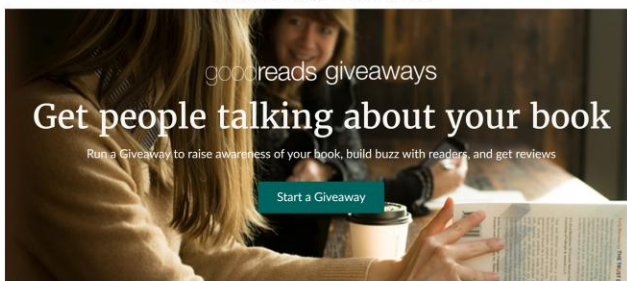 goodreads giveaways
Get people talking about your book
Run a Giveaway to raise awareness of your book, build buzz with readers, and get reviews
Start a Giveaway